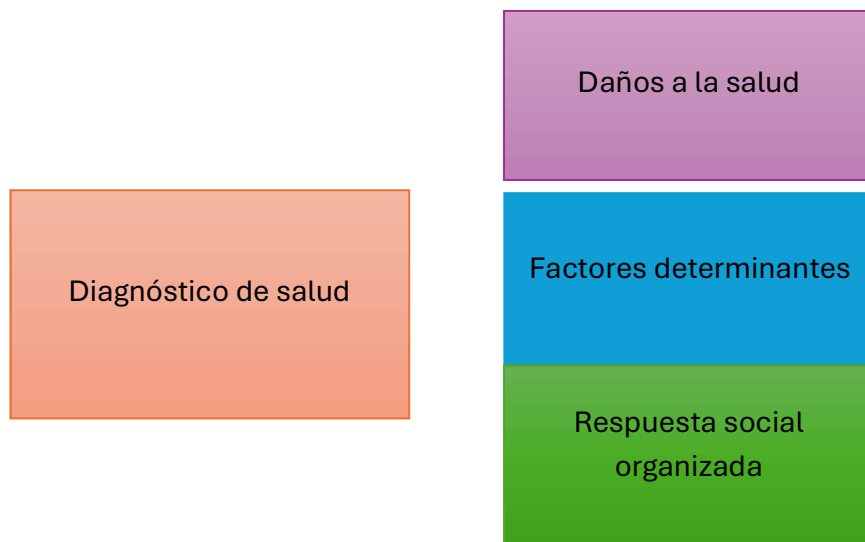 Daños a la salud
Diagnóstico de salud
Factores determinantes
Respuesta social
organizada